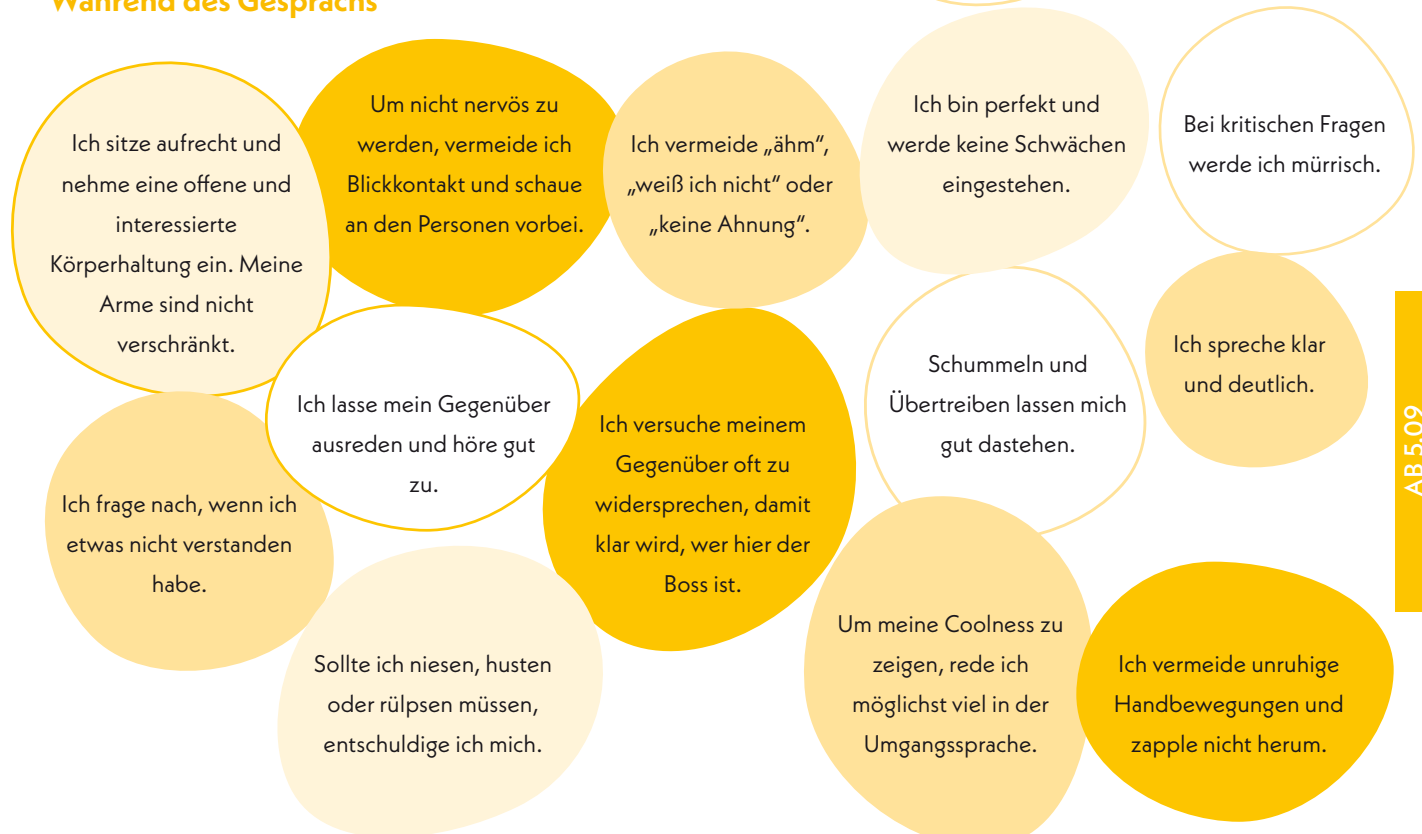 Während des Gesprächs
Ich sitze aufrecht und
nehme eine offene und
interessierte
Körperhaltung ein. Meine
Arme sind nicht
verschränkt.
Um nicht nervös zu
werden, vermeide ich
Blickkontakt und schaue
an den Personen vorbei.
Ich vermeide „ähm“,
„weiß ich nicht“ oder
„keine Ahnung“.
Ich bin perfekt und
werde keine Schwächen
eingestehen.
Bei kritischen Fragen
werde ich mürrisch.
Ich lasse mein Gegenüber
ausreden und höre gut
zu.
Ich versuche meinem
Gegenüber oft zu
widersprechen, damit
klar wird, wer hier der
Boss ist.
Schummeln und
Übertreiben lassen mich
gut dastehen.
Ich spreche klar
und deutlich.
Ich frage nach, wenn ich
etwas nicht verstanden
habe.
Sollte ich niesen, husten
oder rülpsen müssen,
entschuldige ich mich.
Um meine Coolness zu
zeigen, rede ich
möglichst viel in der
Umgangssprache.
Ich vermeide unruhige
Handbewegungen und
zapple nicht herum.
AB 5.09